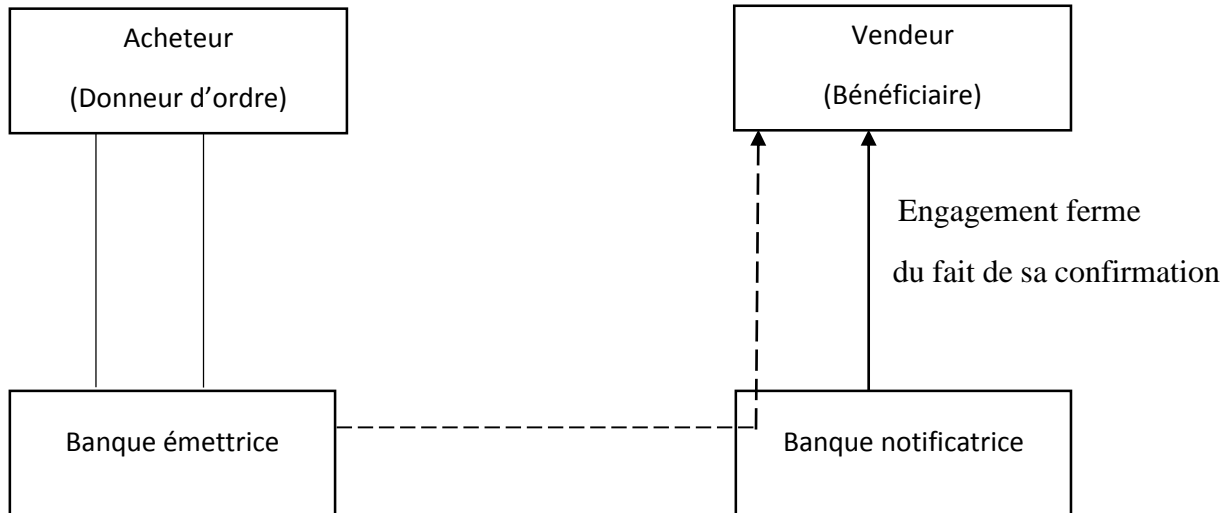 Acheteur
(Donneur d’ordre)
Vendeur
(Bénéficiaire)
Engagement ferme
du fait de sa confirmation
Banque émettrice
Banque notificatrice